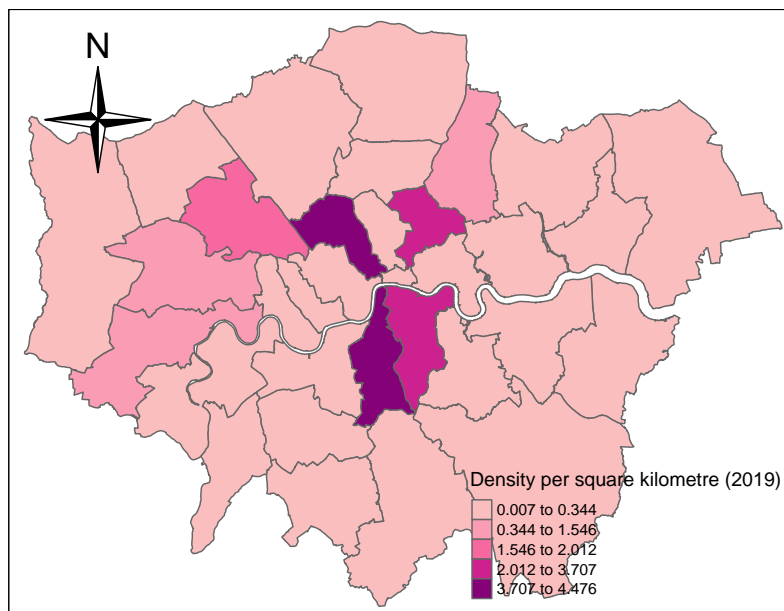 N
Density per square kilometre (2019)
0.007 to 0.344
0.344 to 1.546
1.546 to 2.012
2.012 to 3.707
3.707 to 4.476